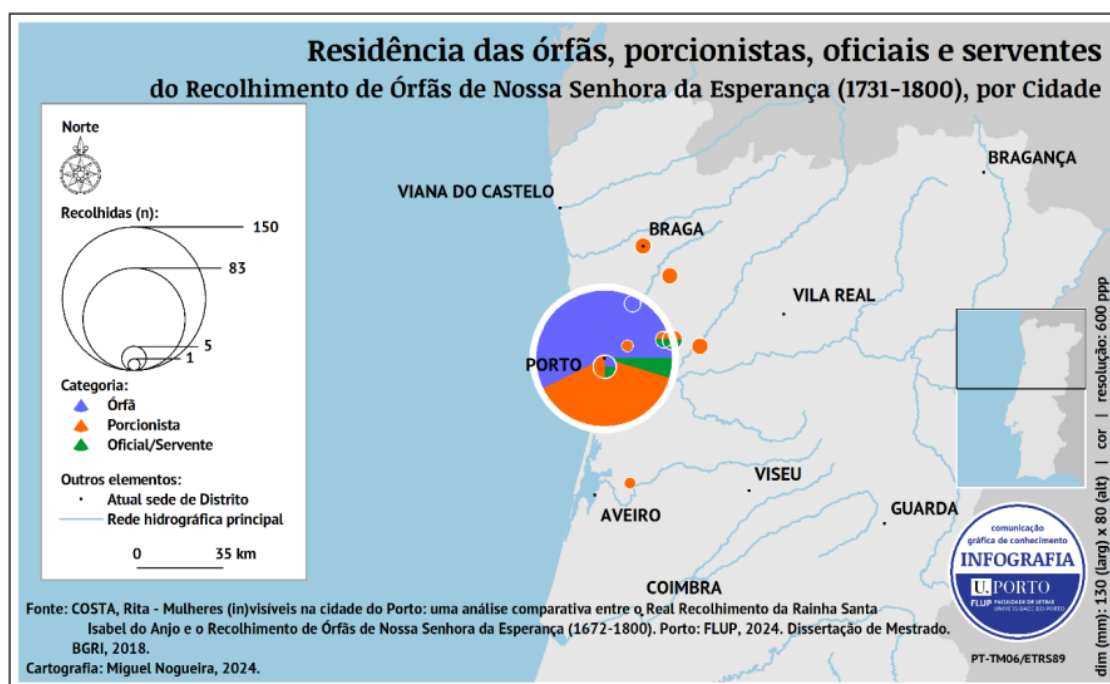 Residência das órfãs, porcionistas, oficiais e serventes
do Recolhimento de Órfãs de Nossa Senhora da Esperança (1731-1800), por Cidade
Norte
Recolhidas (n):
150
83
5
1
Categoria:
Órfã
Porcionista
Oficial/Servente
Outros elementos:
Atual sede de Distrito
Rede hidrográfica principal
0 35 km
BRAGANÇA
VIANA DO CASTELO
BRAGA
VILA REAL
PORTO
VISEU
AVEIRO
GUARDA
COIMBRA
Fonte: COSTA, Rita - Mulheres (in)visíveis na cidade do Porto: uma análise comparativa entre o Real Recolhimento da Rainha Santa
Isabel do Anjo e o Recolhimento de Órfãs de Nossa Senhora da Esperança (1672-1800). Porto: FLUP, 2024. Dissertação de Mestrado.
BGRI, 2018.
Cartografia: Miguel Nogueira, 2024.
comunicação
gráfica de conhecimento
INFOGRAFIA
U. PORTO
FLUP FACULDADE DE LETRAS
UNIVERSIDADE DO PORTO
PT-TM06/ETRS89
dim (mm): 130 (larg) x 80 (alt) | cor | resolução: 600 ppp